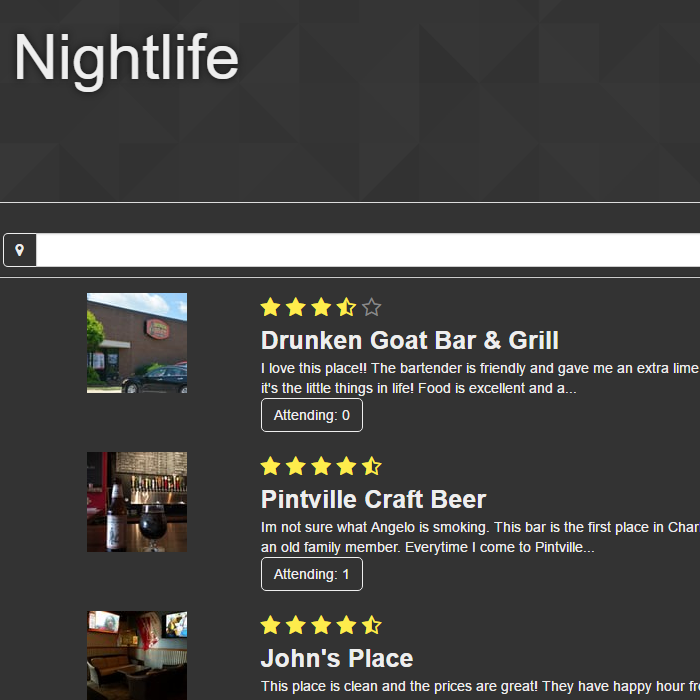 Nightlife
Drunken Goat Bar & Grill
I love this place!! The bartender is friendly and gave me an extra lime
it's the little things in life! Food is excellent and a...
Attending: 0
Pintville Craft Beer
Im not sure what Angelo is smoking. This bar is the first place in Char
an old family member. Everytime I come to Pintville...
Attending: 1
John's Place
This place is clean and the prices are great! They have happy hour fr